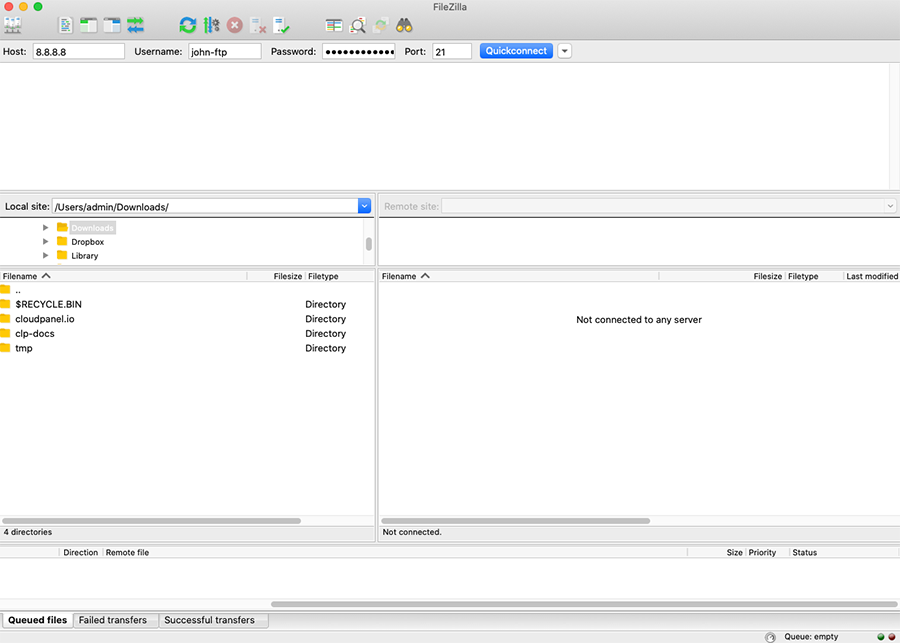 FileZilla
Host: 8.8.8.8 Username: john-ftp Password: ●●●●●●●●●●●● Port: 21 Quickconnect
Local site: /Users/admin/Downloads/ Remote site:
Downloads
Dropbox
Library
Filename Filesize Filetype Filename Filesize Filetype Last modified
..
$RECYCLE.BIN Directory
cloudpanel.io Directory
Not connected to any server
clp-docs Directory
tmp Directory
4 directories Not connected.
Direction Remote file Size Priority Status
Queued files Failed transfers Successful transfers
Queue: empty